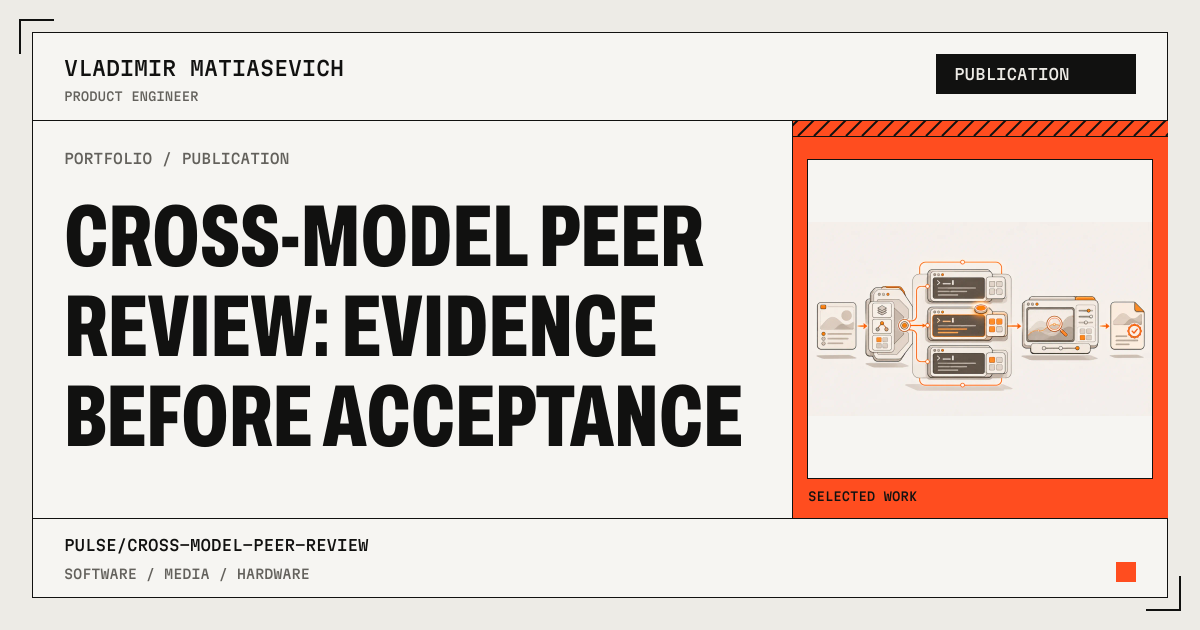 VLADIMIR MATIASEVICH
PRODUCT ENGINEER
PUBLICATION
PORTFOLIO / PUBLICATION
CROSS-MODEL PEER
REVIEW: EVIDENCE
BEFORE ACCEPTANCE
SELECTED WORK
PULSE/CROSS-MODEL-PEER-REVIEW
SOFTWARE / MEDIA / HARDWARE